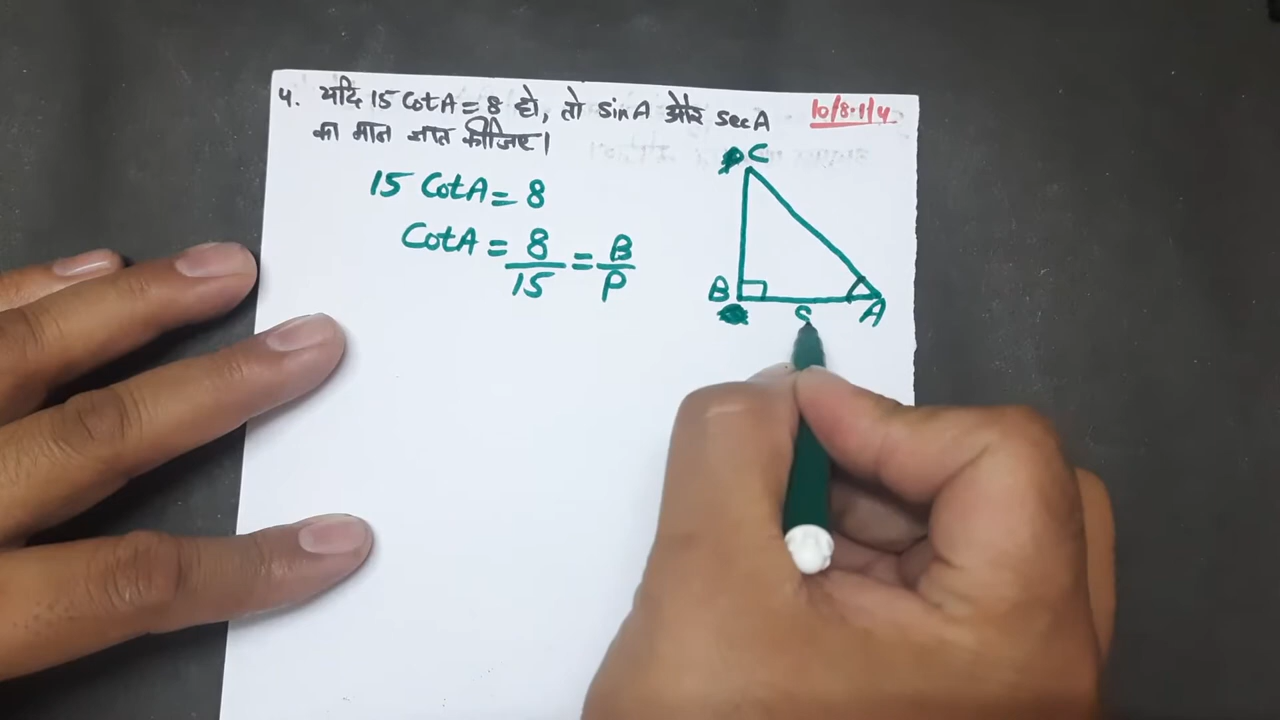 4. यदि 15 CotA = 8 हो, तो sinA और secA
का मान ज्ञात कीजिए।
10/8.1/4
15 CotA = 8
CotA = 8/15 = B/P
C
B
A